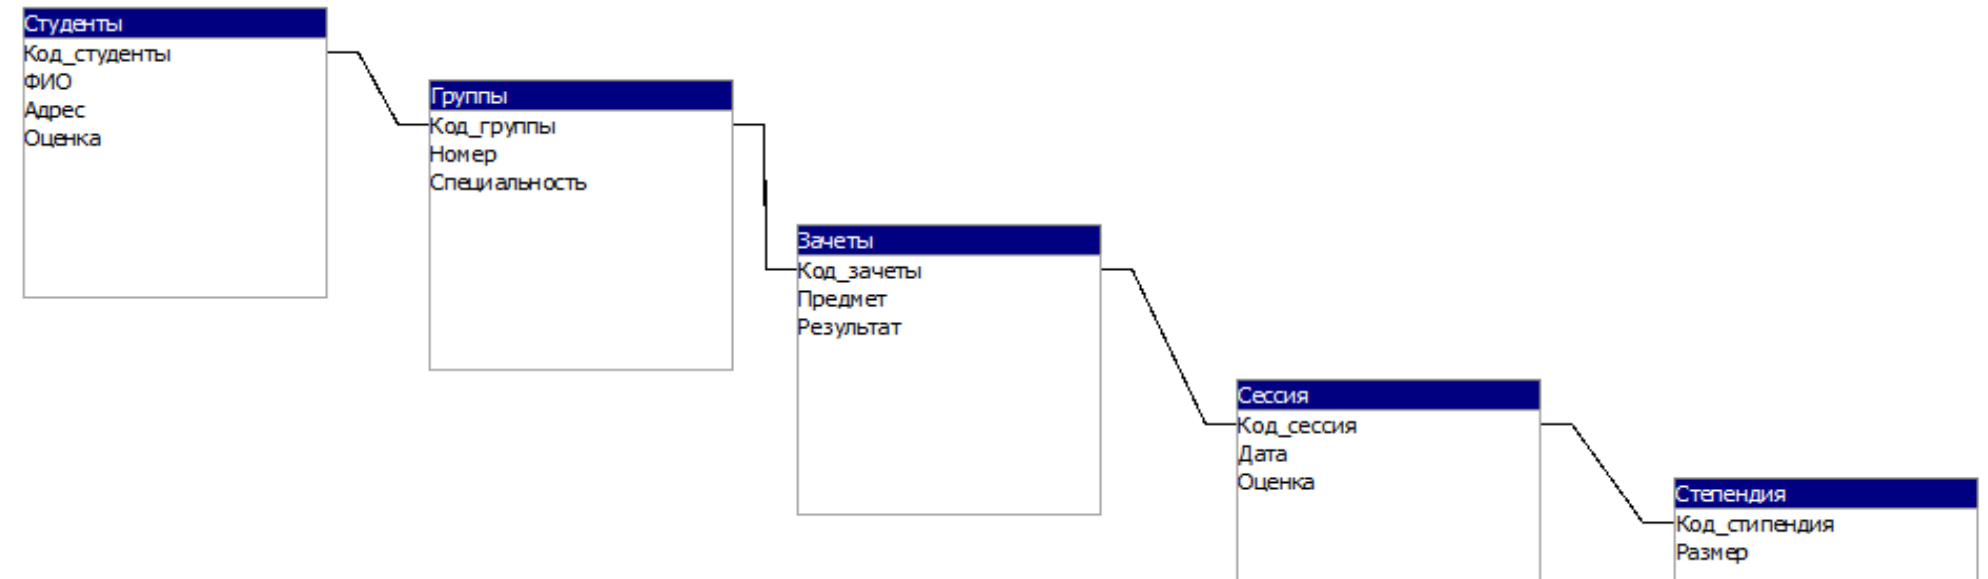 Студенты
Код_студенты
ФИО
Адрес
Оценка
Группы
Код_группы
Номер
Специальность
Зачеты
Код_зачеты
Предмет
Результат
Сессия
Код_сессия
Дата
Оценка
Степендия
Код_стипендия
Размер